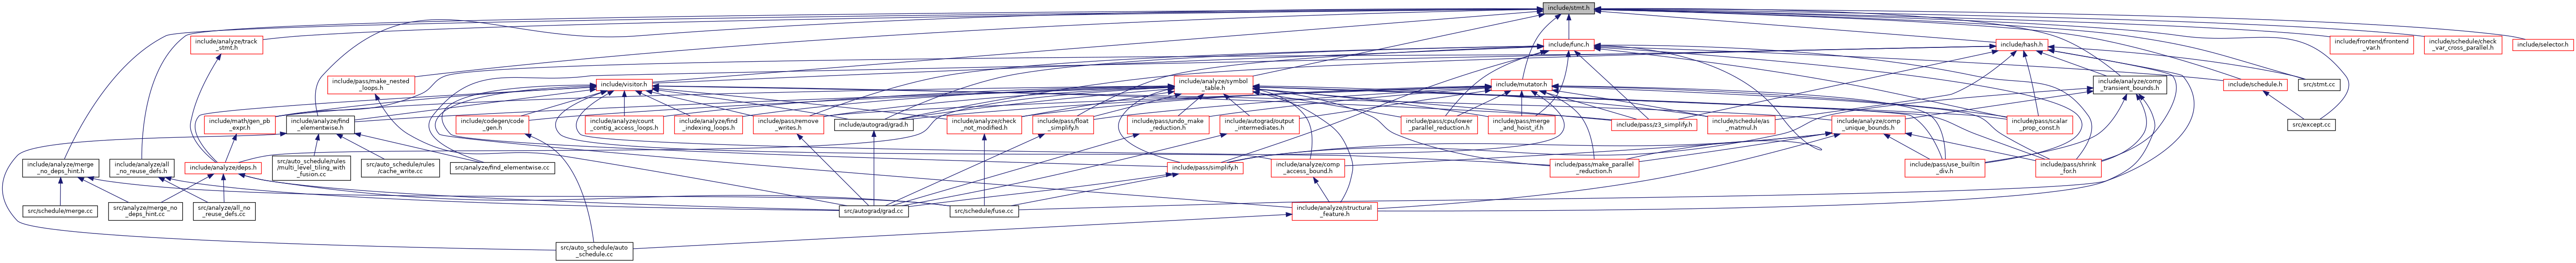 include/stmt.h
include/analyze/track
_stmt.h
include/func.h
include/hash.h
include/frontend/frontend
_var.h
include/schedule/check
_var_cross_parallel.h
include/selector.h
include/pass/make_nested
_loops.h
include/visitor.h
include/analyze/symbol
_table.h
include/mutator.h
include/analyze/comp
_transient_bounds.h
include/schedule.h
src/stmt.cc
include/math/gen_pb
_expr.h
include/analyze/find
_elementwise.h
include/codegen/code
_gen.h
include/analyze/count
_contig_access_loops.h
include/analyze/find
_indexing_loops.h
include/pass/remove
_writes.h
include/autograd/grad.h
include/analyze/check
_not_modified.h
include/pass/float
_simplify.h
include/pass/undo_make
_reduction.h
include/autograd/output
_intermediates.h
include/pass/cpu/lower
_parallel_reduction.h
include/pass/merge
_and_hoist_if.h
include/pass/z3_simplify.h
include/schedule/as
_matmul.h
include/pass/scalar
_prop_const.h
include/analyze/comp
_unique_bounds.h
src/except.cc
include/analyze/merge
_no_deps_hint.h
include/analyze/all
_no_reuse_defs.h
include/analyze/deps.h
src/auto_schedule/rules
/multi_level_tiling_with
_fusion.cc
src/auto_schedule/rules
/cache_write.cc
src/analyze/find_elementwise.cc
include/pass/simplify.h
include/analyze/comp
_access_bound.h
include/pass/make_parallel
_reduction.h
include/pass/use_builtin
_div.h
include/pass/shrink
_for.h
src/schedule/merge.cc
src/analyze/merge_no
_deps_hint.cc
src/analyze/all_no
_reuse_defs.cc
src/autograd/grad.cc
src/schedule/fuse.cc
include/analyze/structural
_feature.h
src/auto_schedule/auto
_schedule.cc